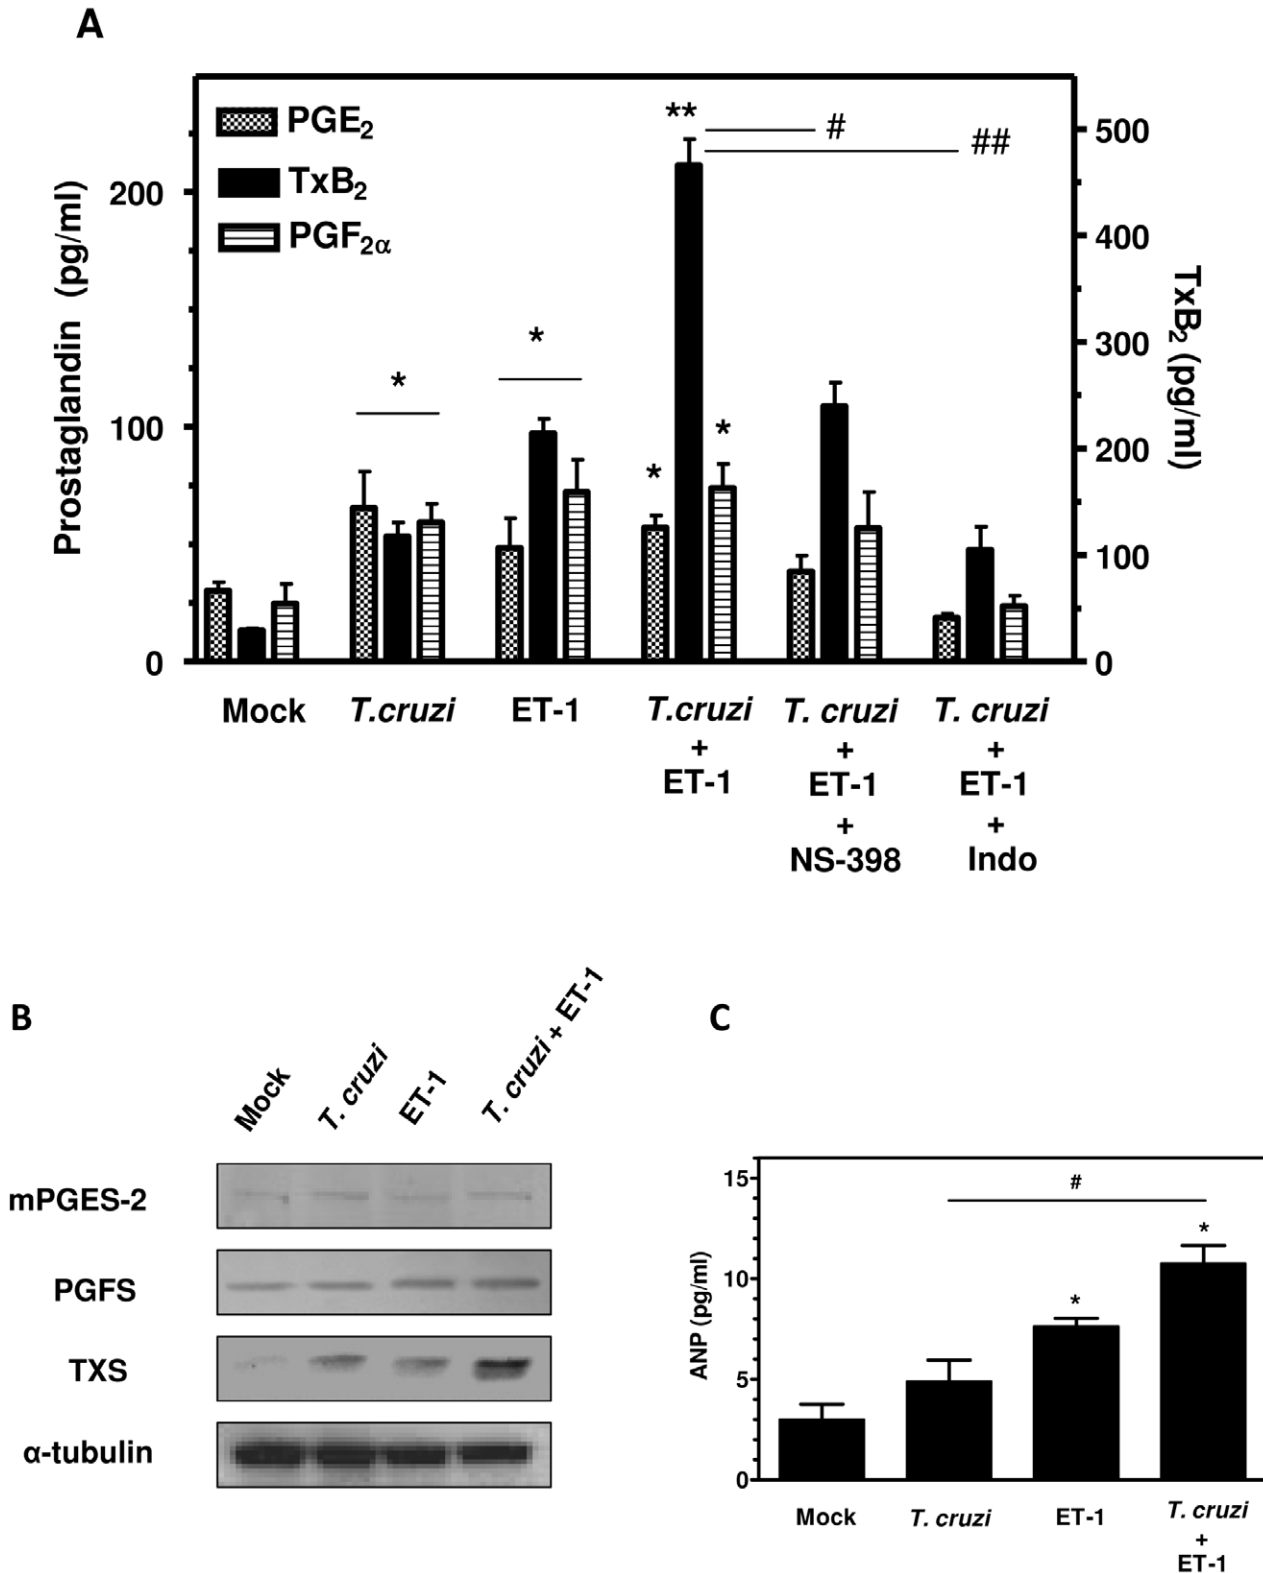 A
PGE2
TxB2
PGF2α
**
#
##
*
*
*
*
Prostaglandin (pg/ml)
200
100
0
TxB2 (pg/ml)
500
400
300
200
100
0
Mock
T.cruzi
ET-1
T.cruzi
+
ET-1
T. cruzi
+
ET-1
+
NS-398
T. cruzi
+
ET-1
+
Indo
B
Mock
T. cruzi
ET-1
T. cruzi + ET-1
mPGES-2
PGFS
TXS
α-tubulin
C
ANP (pg/ml)
15
10
5
0
#
*
*
Mock
T. cruzi
ET-1
T. cruzi
+
ET-1